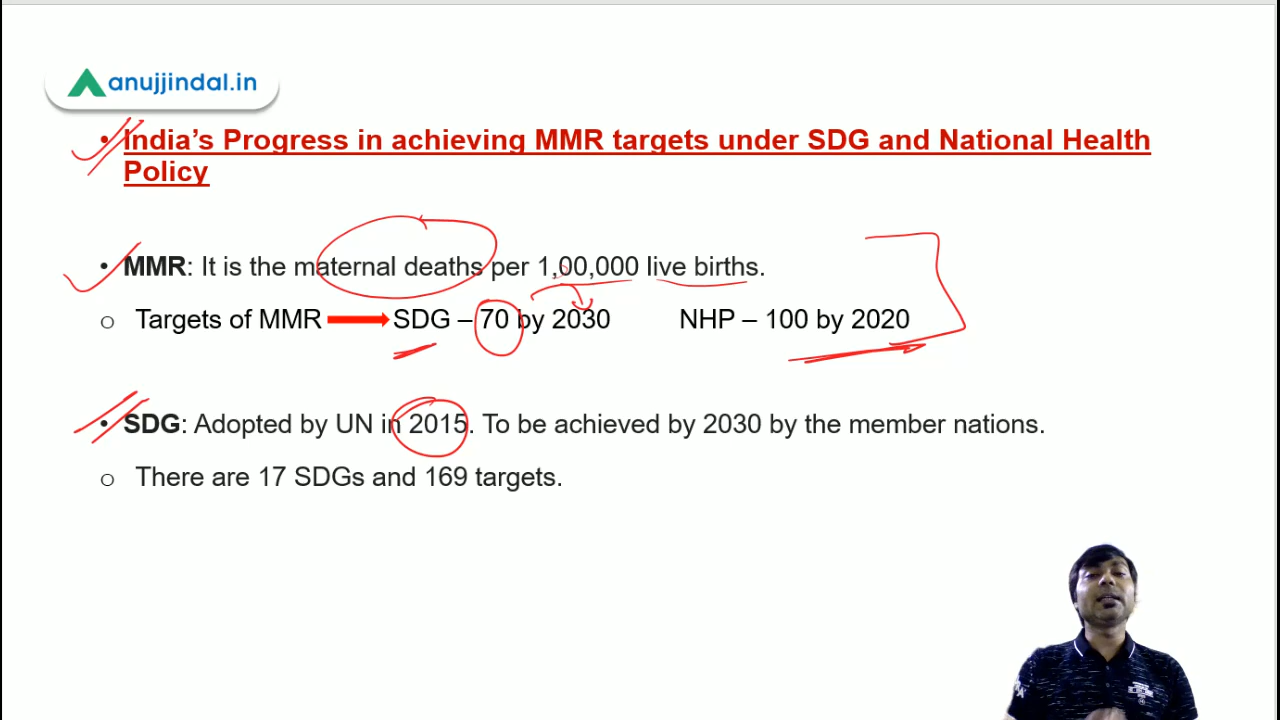 anujjindal.in
• India's Progress in achieving MMR targets under SDG and National Health
Policy
• MMR: It is the maternal deaths per 1,00,000 live births.
o Targets of MMR SDG – 70 by 2030 NHP – 100 by 2020
• SDG: Adopted by UN in 2015. To be achieved by 2030 by the member nations.
o There are 17 SDGs and 169 targets.